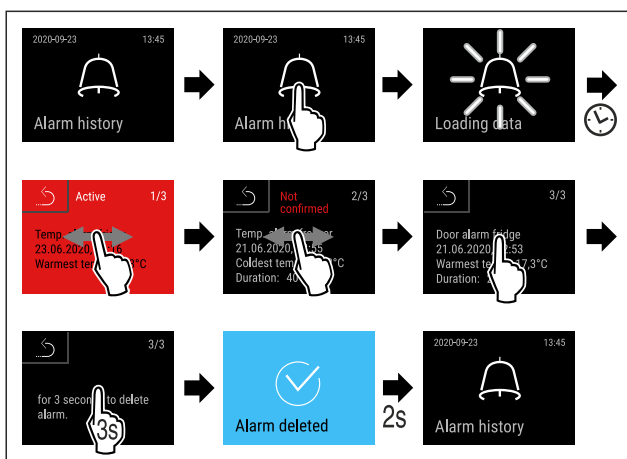 2020-09-23 13:45
Alarm history
2020-09-23 13:45
Alarm
Loading data
Active 1/3
Temp.
23.06.2020,
Warmest °C
Not 2/3
confirmed
Temp.
21.06.2020, :55
Coldest tem °C
Duration: 40
3/3
Door alarm fridge
21.06.2020, :53
Warmest te 17,3°C
Duration:
3/3
for 3 secon to delete
alarm.
3s
Alarm deleted
2s
2020-09-23 13:45
Alarm history